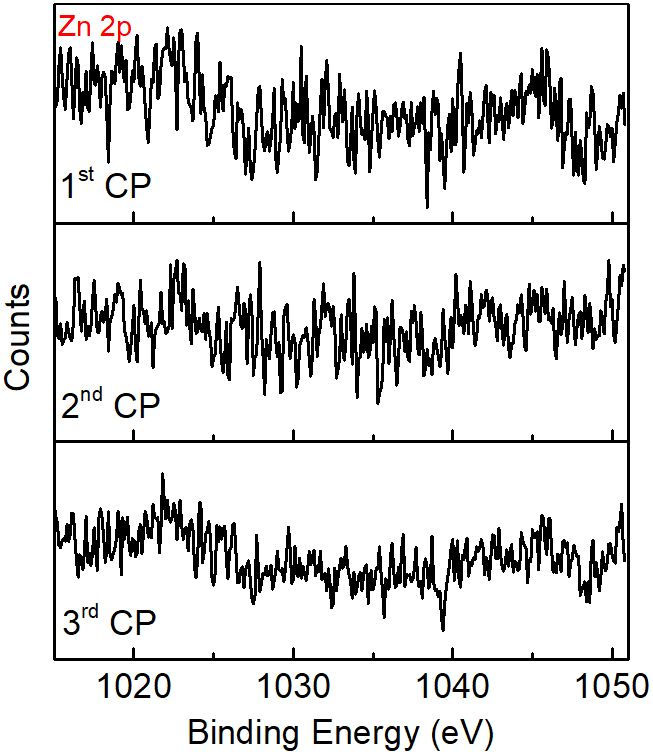 Zn 2p
1st CP
2nd CP
3rd CP
Counts
1020 1030 1040 1050
Binding Energy (eV)